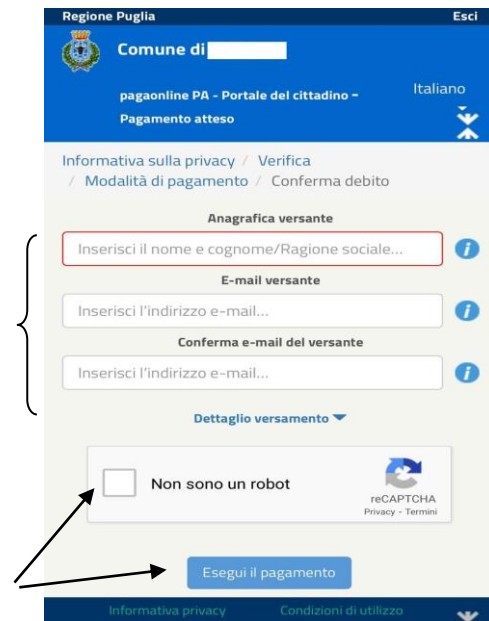 Regione Puglia Esci
Comune di
Italiano
pagaonline PA - Portale del cittadino -
Pagamento atteso
Informativa sulla privacy / Verifica
/ Modalità di pagamento / Conferma debito
Anagrafica versante
Inserisci il nome e cognome/Ragione sociale...
E-mail versante
Inserisci l'indirizzo e-mail...
Conferma e-mail del versante
Inserisci l'indirizzo e-mail...
Dettaglio versamento
Non sono un robot
reCAPTCHA
Privacy - Termini
Esegui il pagamento
Informativa privacy Condizioni di utilizzo